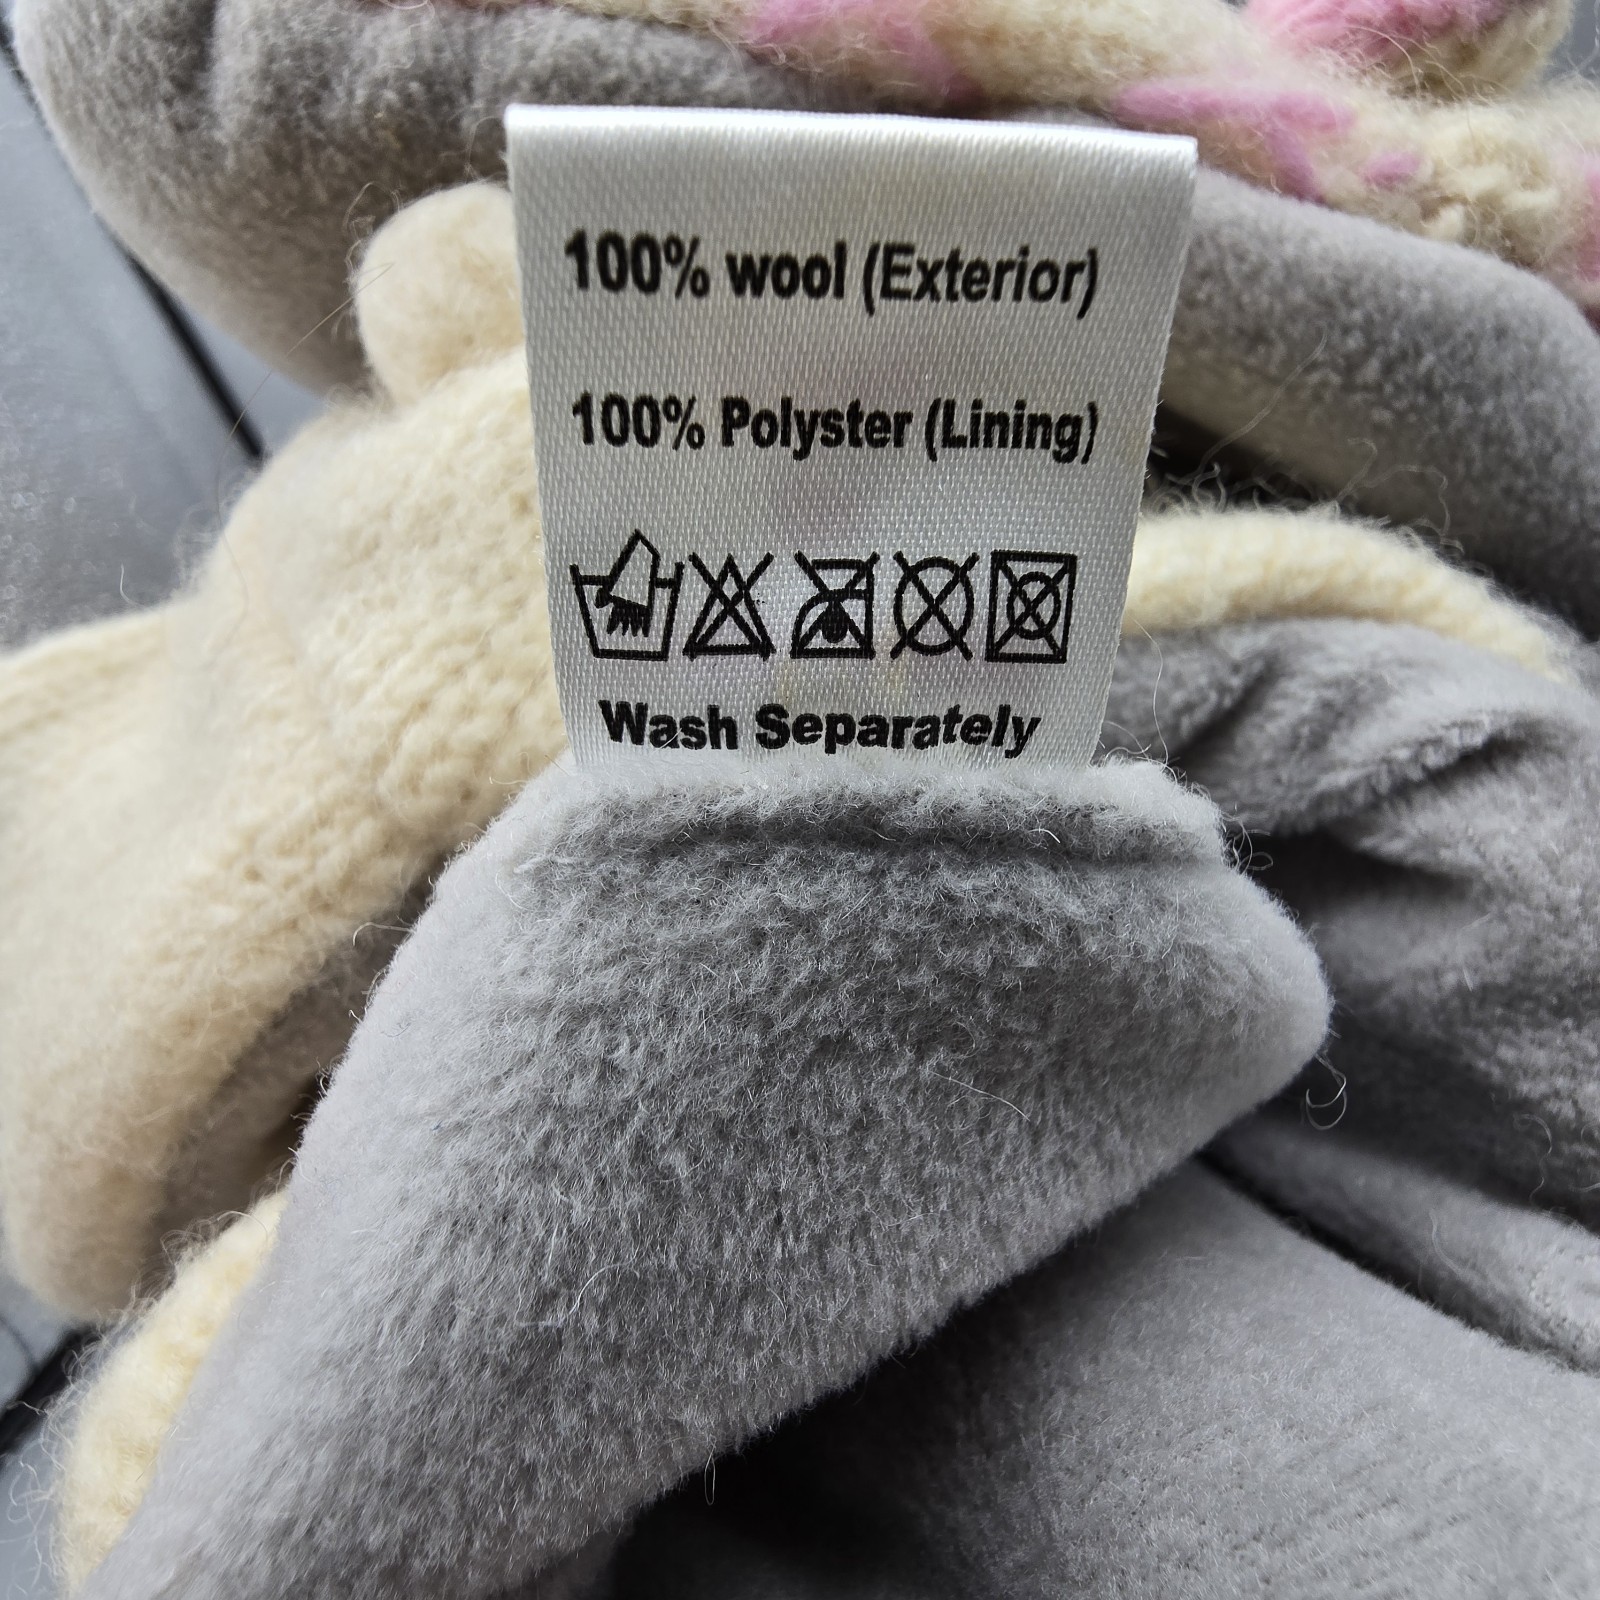 100% wool (Exterior)
100% Polyster (Lining)
Wash Separately